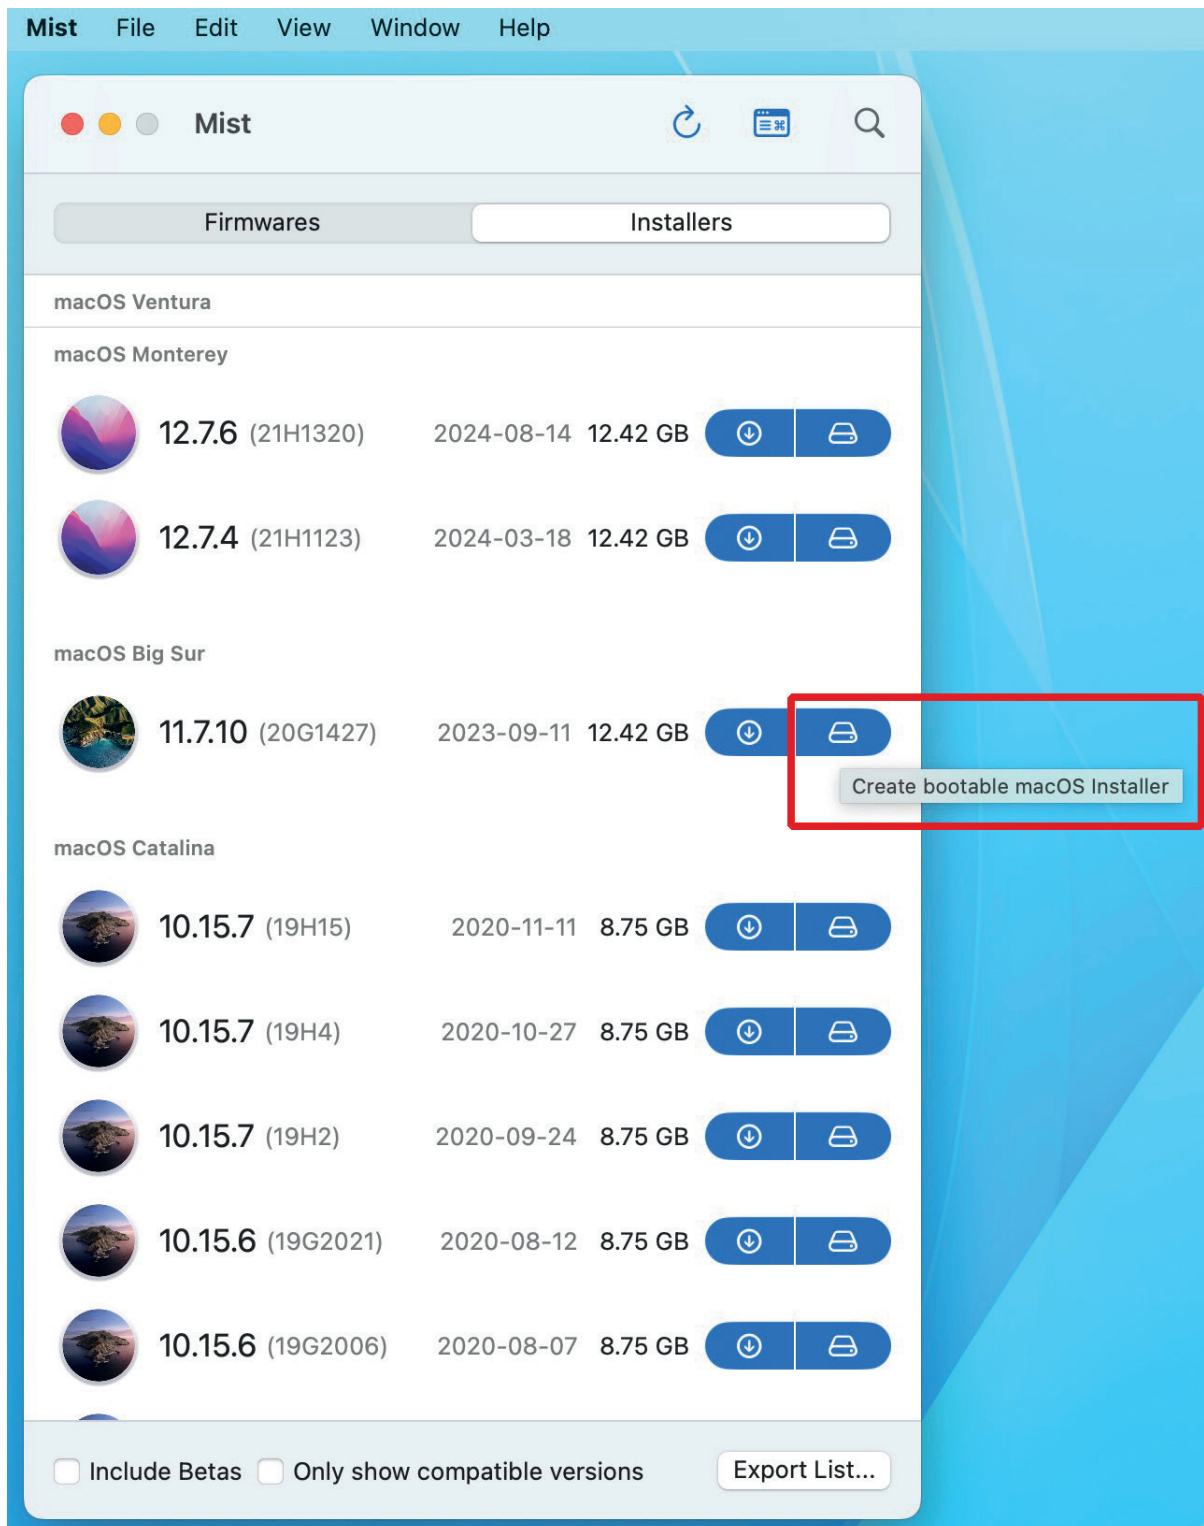 Mist File Edit View Window Help
Mist
Firmwares Installers
macOS Ventura
macOS Monterey
12.7.6 (21H1320) 2024-08-14 12.42 GB
12.7.4 (21H1123) 2024-03-18 12.42 GB
macOS Big Sur
11.7.10 (20G1427) 2023-09-11 12.42 GB
Create bootable macOS Installer
macOS Catalina
10.15.7 (19H15) 2020-11-11 8.75 GB
10.15.7 (19H4) 2020-10-27 8.75 GB
10.15.7 (19H2) 2020-09-24 8.75 GB
10.15.6 (19G2021) 2020-08-12 8.75 GB
10.15.6 (19G2006) 2020-08-07 8.75 GB
Include Betas Only show compatible versions Export List...